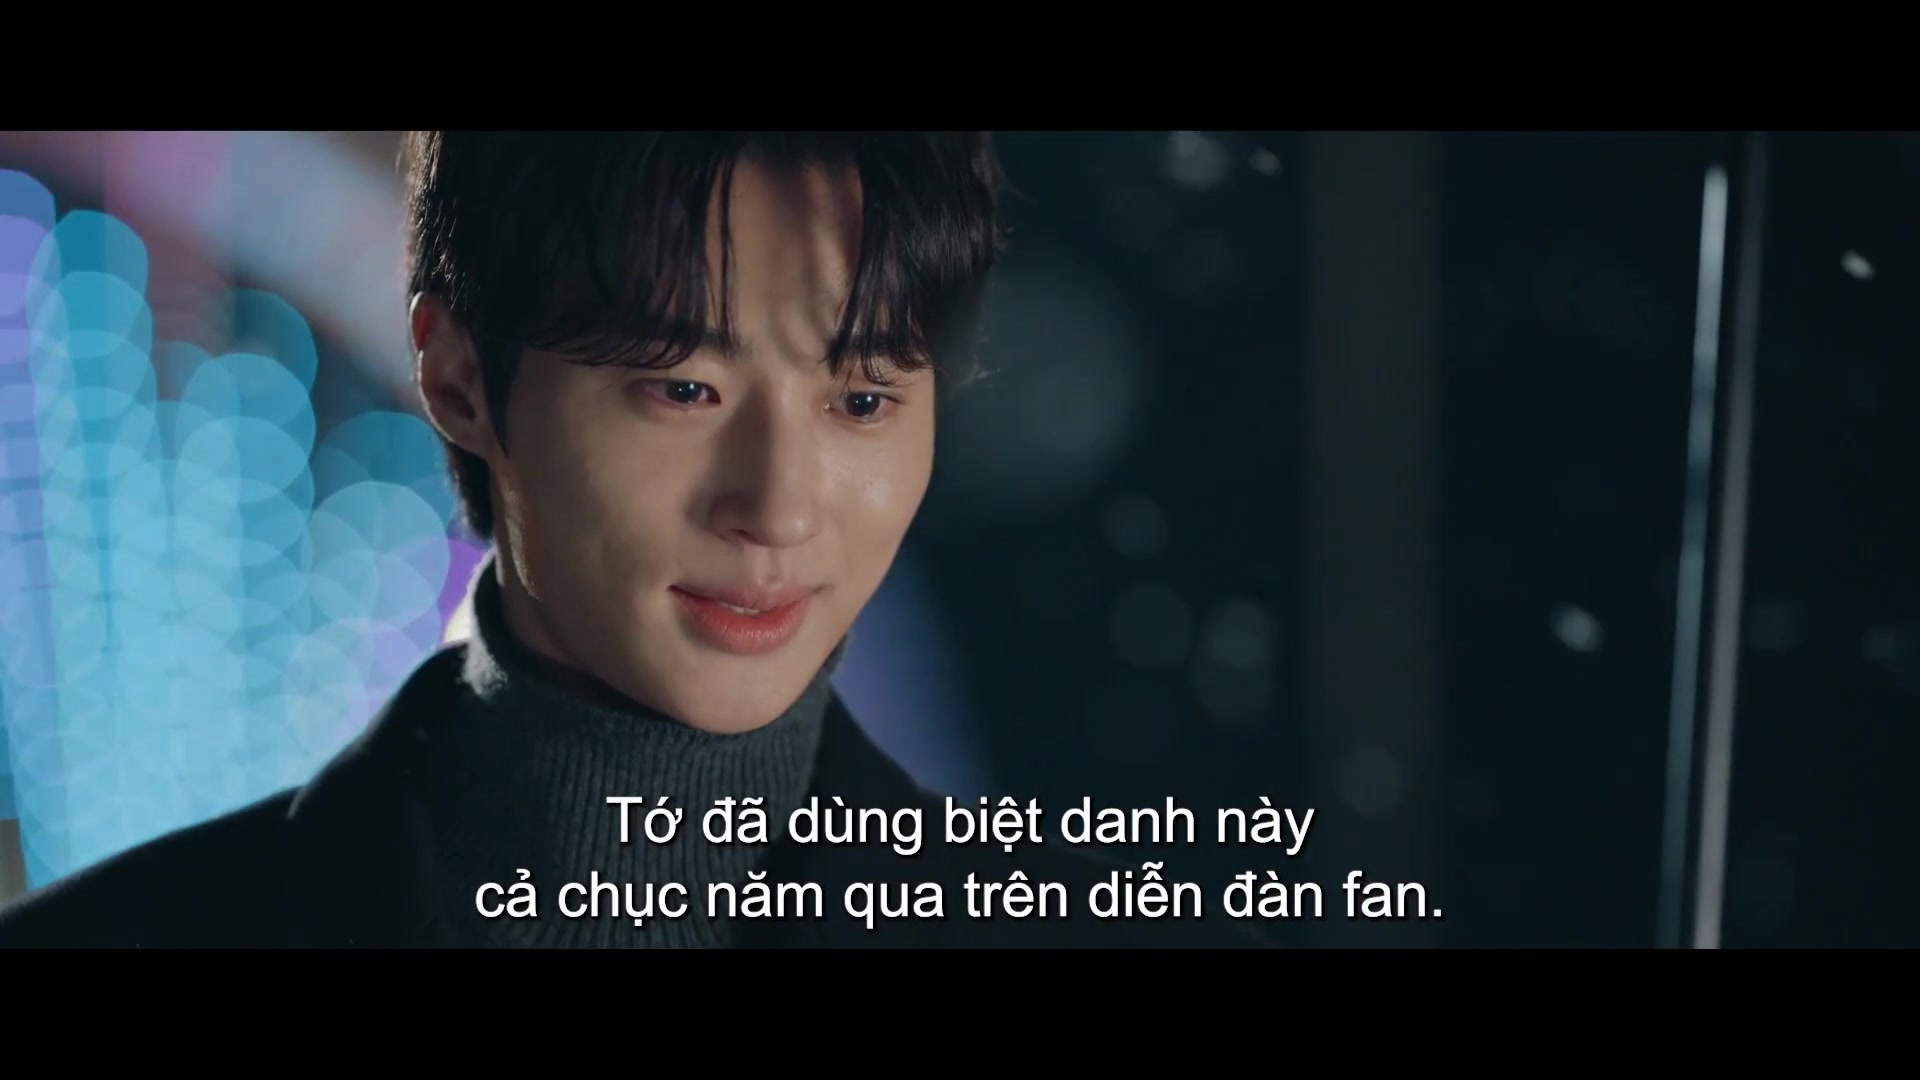 Tớ đã dùng biệt danh này
cả chục năm qua trên diễn đàn fan.